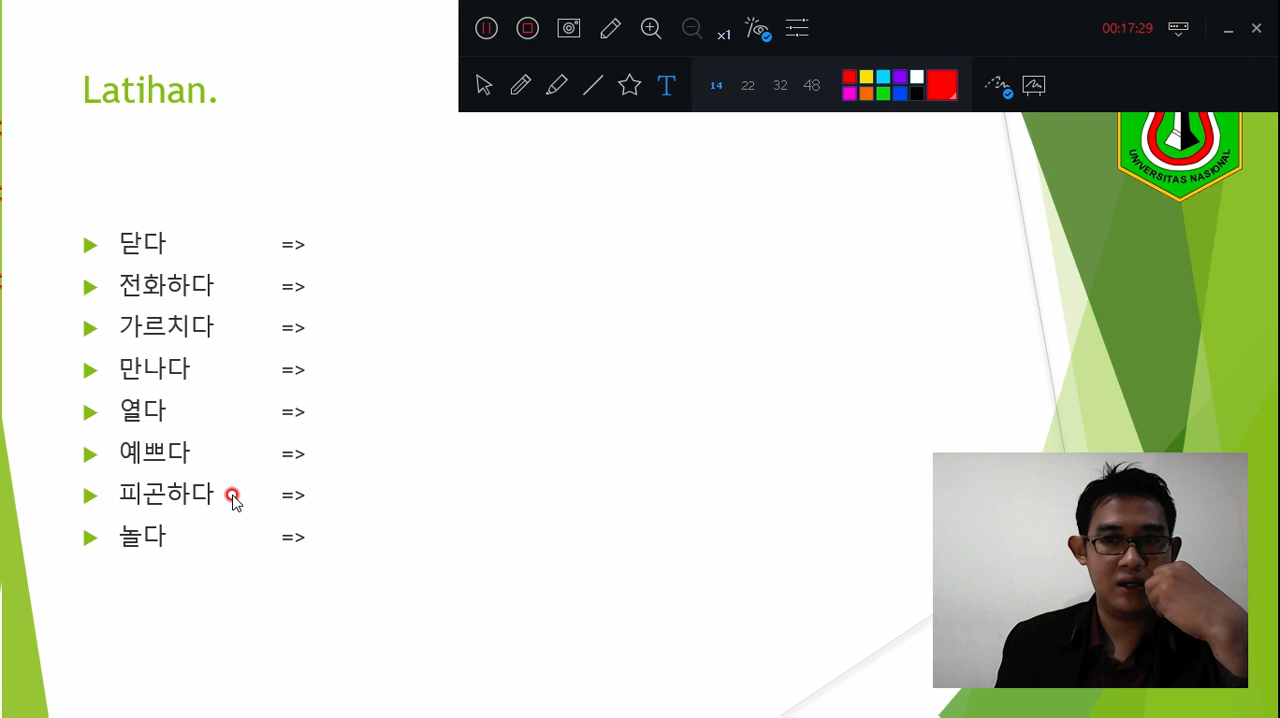 x1
00:17:29
T
14 22 32 48
Latihan.
UNIVERSITAS NASIONAL
닫다 =>
전화하다 =>
가르치다 =>
만나다 =>
열다 =>
예쁘다 =>
피곤하다 =>
놀다 =>